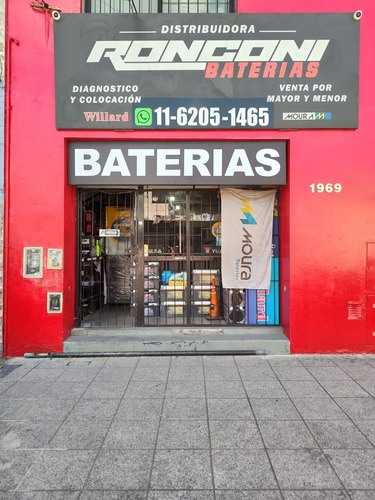 DISTRIBUIDORA
RONCONI
BATERIAS
DIAGNOSTICO
Y COLOCACIÓN
VENTA POR
MAYOR Y MENOR
Willard
11-6205-1465
MOURA
BATERIAS
1969
moura